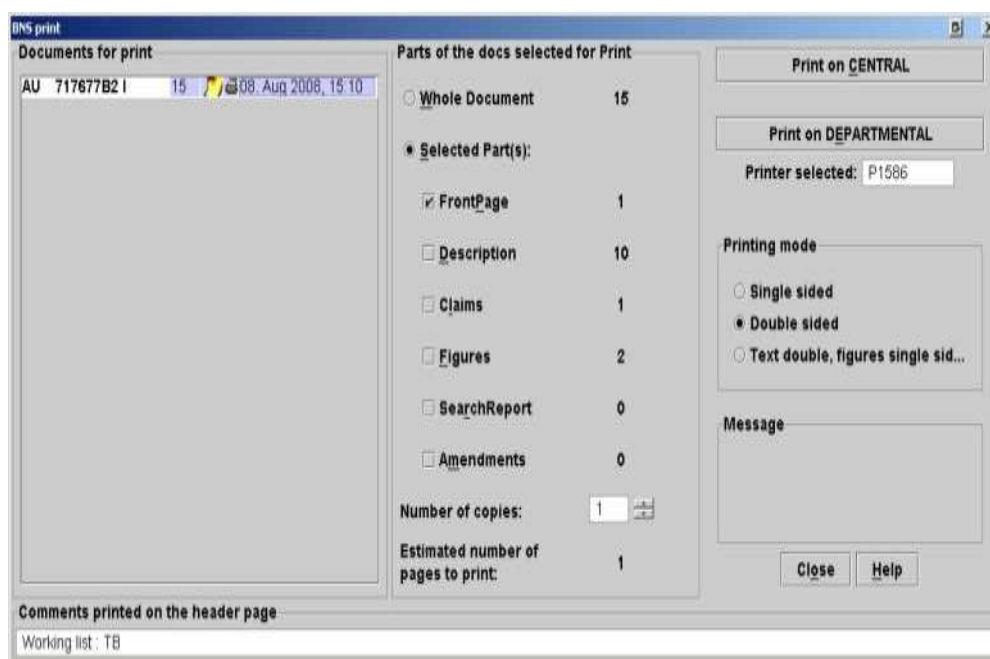 BNS print
Documents for print
AU 717677B2 I 15 08. Aug 2008, 15:10
Parts of the docs selected for Print
Whole Document 15
Selected Part(s):
FrontPage 1
Description 10
Claims 1
Figures 2
SearchReport 0
Amendments 0
Number of copies: 1
Estimated number of
pages to print: 1
Print on CENTRAL
Print on DEPARTMENTAL
Printer selected: P1586
Printing mode
Single sided
Double sided
Text double, figures single sid...
Message
Close Help
Comments printed on the header page
Working list : TB